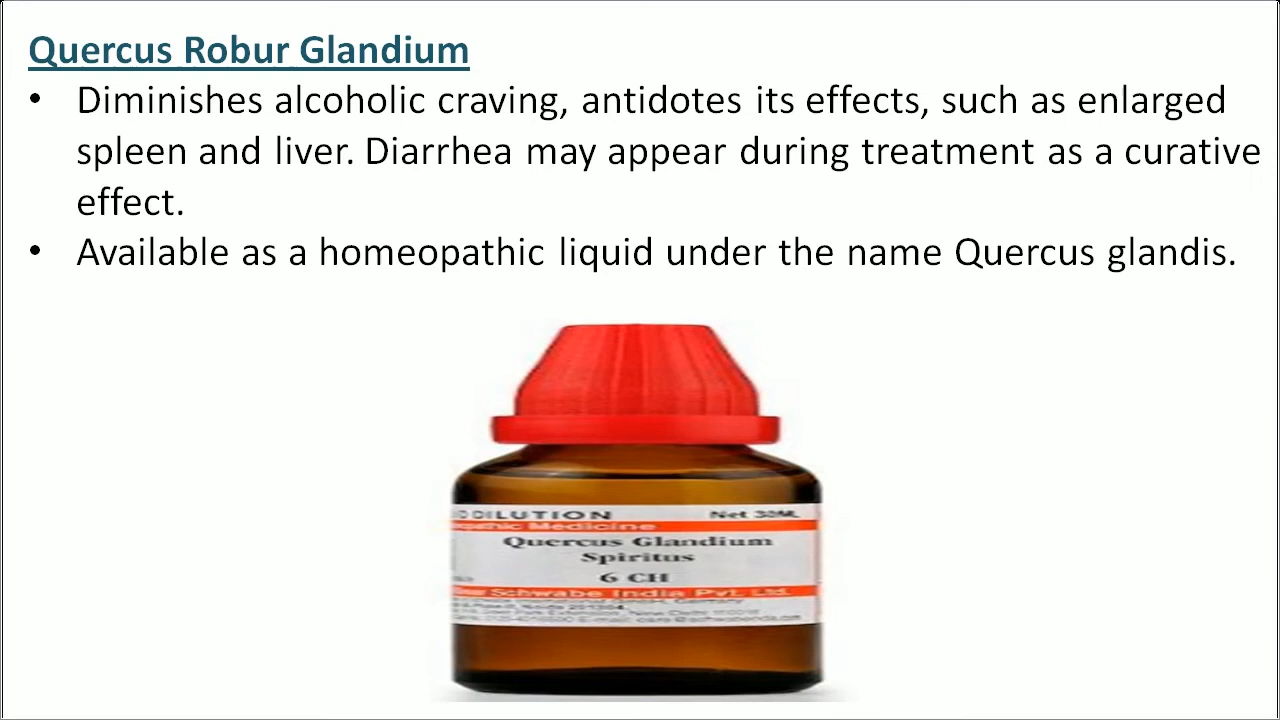 Quercus Robur Glandium
• Diminishes alcoholic craving, antidotes its effects, such as enlarged
spleen and liver. Diarrhea may appear during treatment as a curative
effect.
• Available as a homeopathic liquid under the name Quercus glandis.
DILUTION Net 30ML
Medicine
Quercus Glandium
Spiritus
6 CH
Schwabe India Pvt. Ltd.